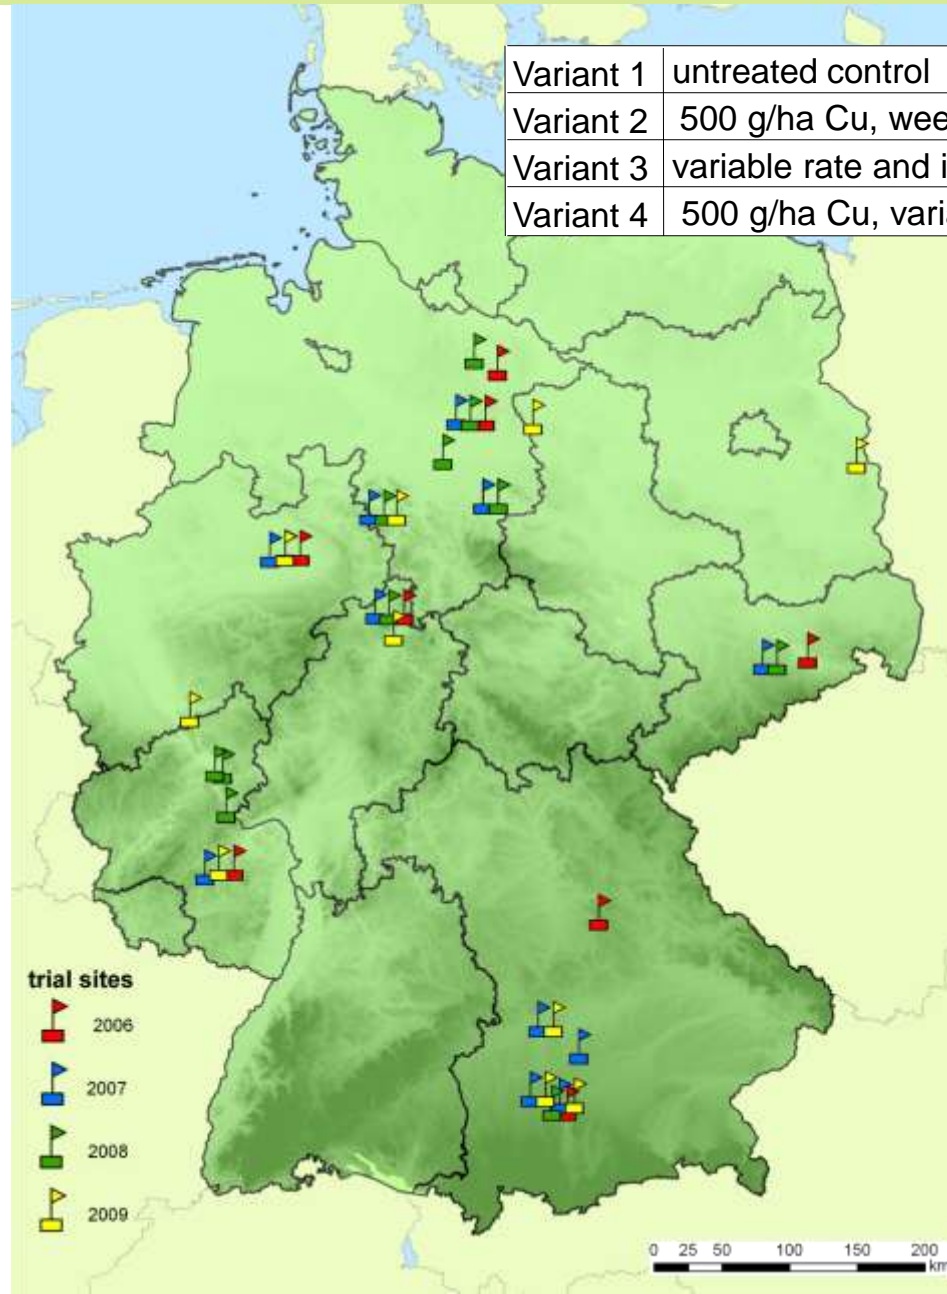 Variant 1 untreated control
Variant 2 500 g/ha Cu, wee
Variant 3 variable rate and i
Variant 4 500 g/ha Cu, vari
trial sites
2006
2007
2008
2009
0 25 50 100 150 200
km